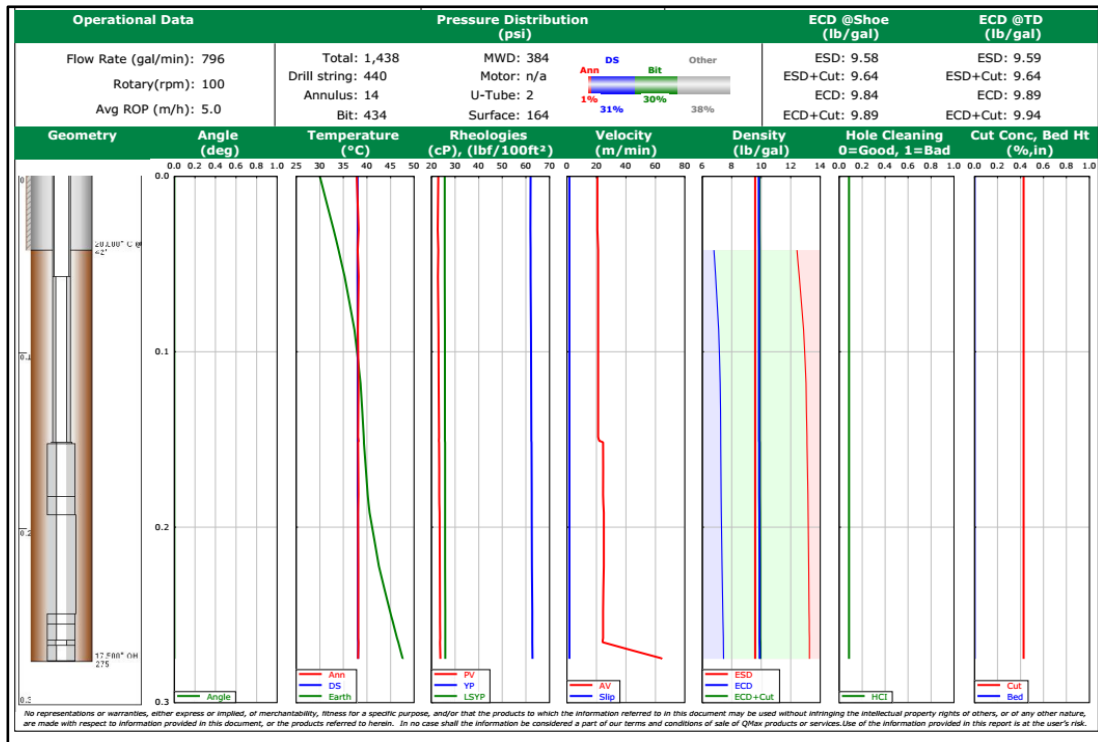 Operational Data
Pressure Distribution
(psi)
ECD @Shoe
(lb/gal)
ECD @TD
(lb/gal)
Flow Rate (gal/min): 796
Rotary(rpm): 100
Avg ROP (m/h): 5.0
Total: 1,438
Drill string: 440
Annulus: 14
Bit: 434
MWD: 384
Motor: n/a
U-Tube: 2
Surface: 164
DS
Other
Ann
Bit
1%
30%
31%
38%
ESD: 9.58
ESD+Cut: 9.64
ECD: 9.84
ECD+Cut: 9.89
ESD: 9.59
ESD+Cut: 9.64
ECD: 9.89
ECD+Cut: 9.94
Geometry
Angle
(deg)
Temperature
(°C)
Rheologies
(cP), (lbf/100ft²)
Velocity
(m/min)
Density
(lb/gal)
Hole Cleaning
0=Good, 1=Bad
Cut Conc, Bed Ht
(%,in)
0.0 0.2 0.4 0.6 0.8 1.0
25 30 35 40 45 50
20 30 40 50 60 70
0 20 40 60 80
6 8 10 12 14
0.0 0.2 0.4 0.6 0.8 1.0
0.0 0.2 0.4 0.6 0.8 1.0
0.0
0.1
0.2
0.3
42'
17.500" OH
275
Angle
Ann
DS
Earth
PV
YP
LSYP
AV
Slip
ESD
ECD
ECD+Cut
HCI
Cut
Bed
No representations or warranties, either express or implied, of merchantability, fitness for a specific purpose, and/or that the products to which the information referred to in this document may be used without infringing the intellectual property rights of others, or of any other nature,
are made with respect to information provided in this document, or the products referred to herein. In no case shall the information be considered a part of our terms and conditions of sale of QMax products or services.Use of the information provided in this report is at the user's risk.